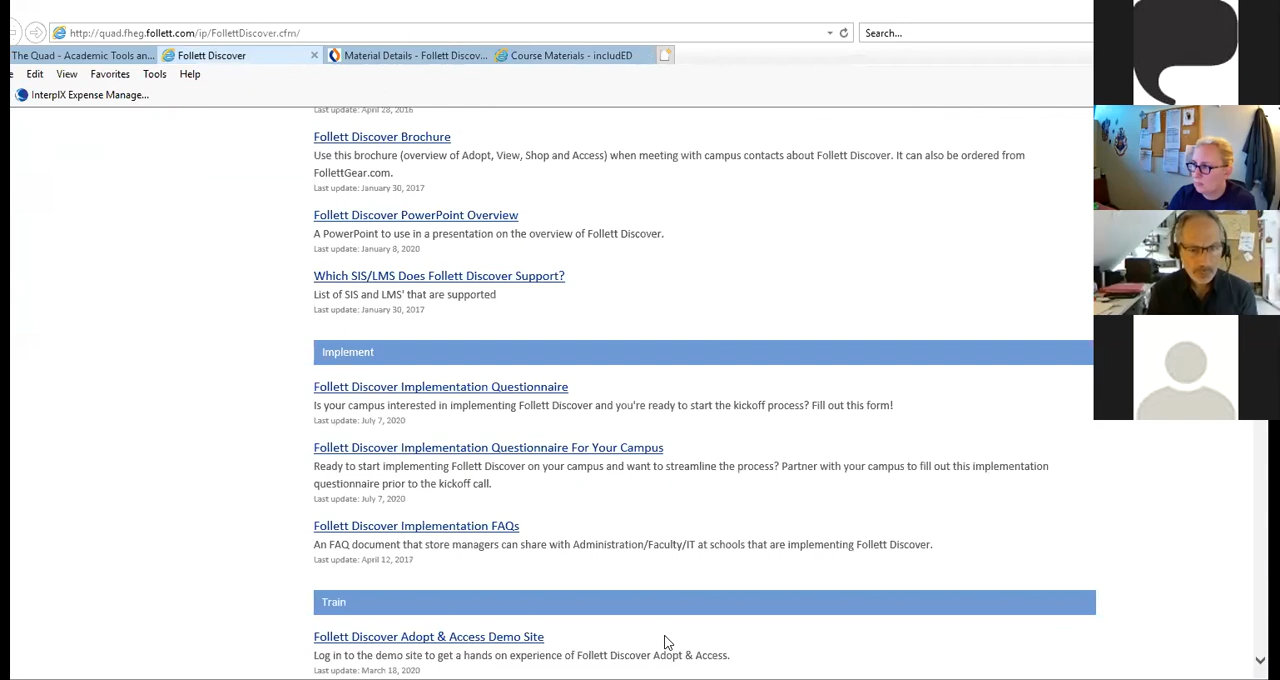 http://quad.fheg.follett.com/ip/FollettDiscover.cfm/
Search...
The Quad - Academic Tools an...
Follett Discover
Material Details - Follett Discov...
Course Materials - includED
Edit View Favorites Tools Help
InterplX Expense Manage...
Last update: April 28, 2016
Follett Discover Brochure
Use this brochure (overview of Adopt, View, Shop and Access) when meeting with campus contacts about Follett Discover. It can also be ordered from
FollettGear.com.
Last update: January 30, 2017
Follett Discover PowerPoint Overview
A PowerPoint to use in a presentation on the overview of Follett Discover.
Last update: January 8, 2020
Which SIS/LMS Does Follett Discover Support?
List of SIS and LMS' that are supported
Last update: January 30, 2017
Implement
Follett Discover Implementation Questionnaire
Is your campus interested in implementing Follett Discover and you're ready to start the kickoff process? Fill out this form!
Last update: July 7, 2020
Follett Discover Implementation Questionnaire For Your Campus
Ready to start implementing Follett Discover on your campus and want to streamline the process? Partner with your campus to fill out this implementation
questionnaire prior to the kickoff call.
Last update: July 7, 2020
Follett Discover Implementation FAQs
An FAQ document that store managers can share with Administration/Faculty/IT at schools that are implementing Follett Discover.
Last update: April 12, 2017
Train
Follett Discover Adopt & Access Demo Site
Log in to the demo site to get a hands on experience of Follett Discover Adopt & Access.
Last update: March 18, 2020